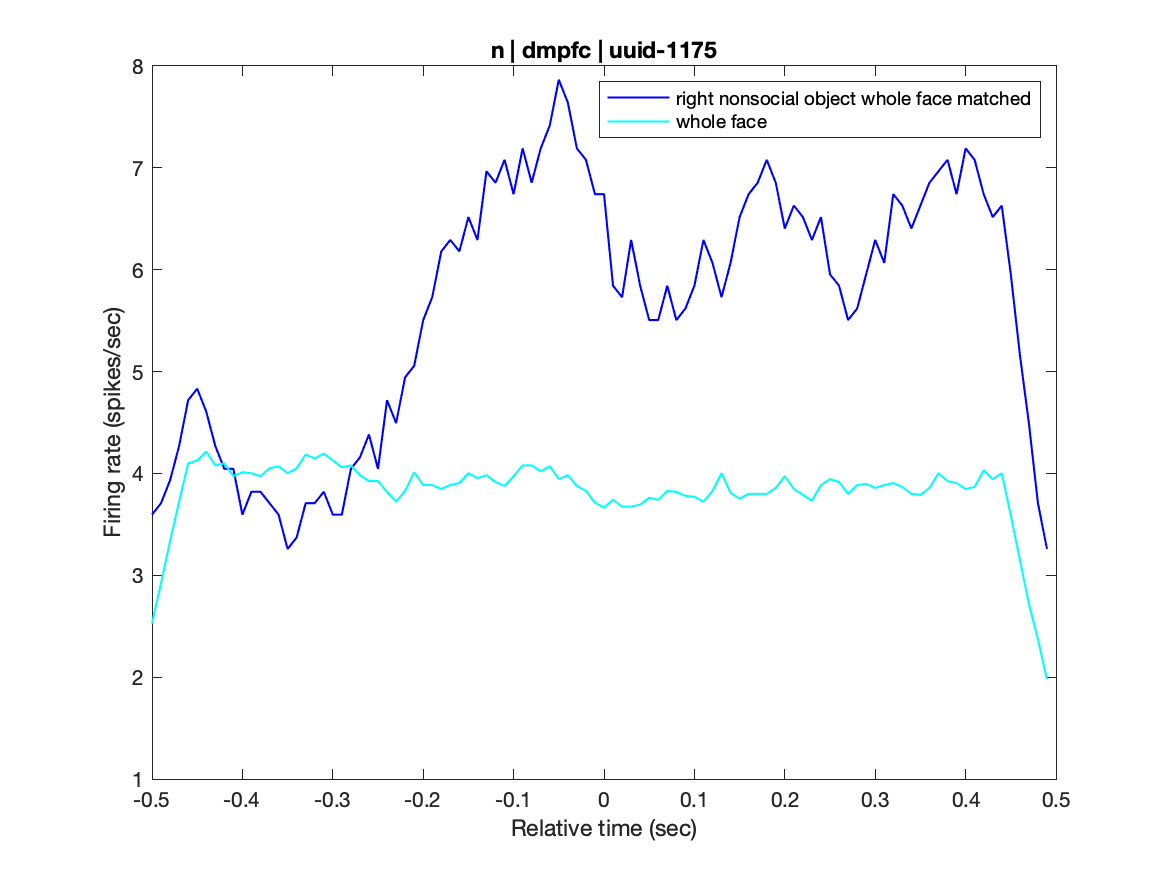 n | dmpfc | uuid-1175
8
right nonsocial object whole face matched
whole face
7
6
5
4
3
2
1
Firing rate (spikes/sec)
-0.5 -0.4 -0.3 -0.2 -0.1 0 0.1 0.2 0.3 0.4 0.5
Relative time (sec)